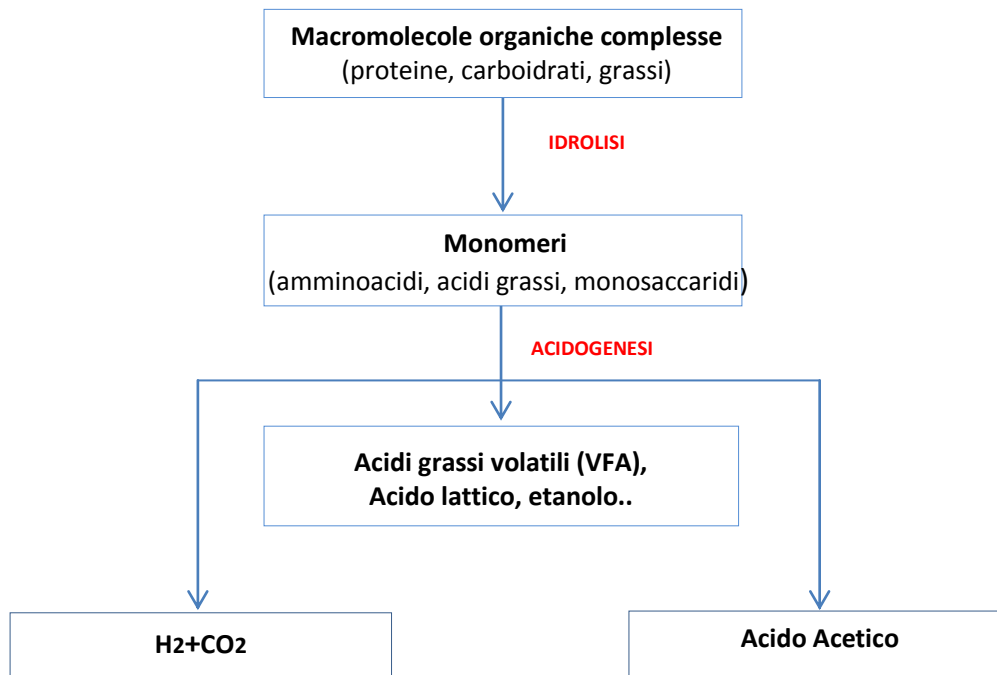 Macromolecole organiche complesse
(proteine, carboidrati, grassi)
IDROLISI
Monomeri
(amminoacidi, acidi grassi, monosaccaridi)
ACIDOGENESI
Acidi grassi volatili (VFA),
Acido lattico, etanolo..
H2+CO2
Acido Acetico